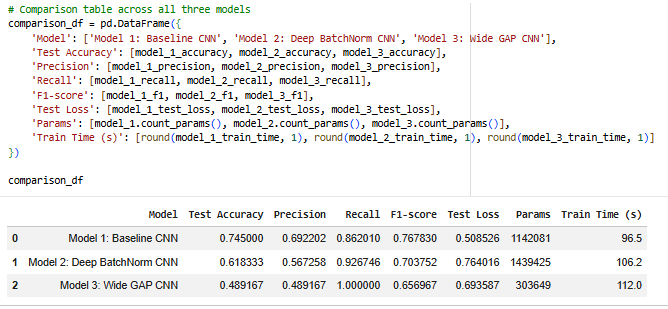 # Comparison table across all three models
comparison_df = pd.DataFrame({
    'Model': ['Model 1: Baseline CNN', 'Model 2: Deep BatchNorm CNN', 'Model 3: Wide GAP CNN'],
    'Test Accuracy': [model_1_accuracy, model_2_accuracy, model_3_accuracy],
    'Precision': [model_1_precision, model_2_precision, model_3_precision],
    'Recall': [model_1_recall, model_2_recall, model_3_recall],
    'F1-score': [model_1_f1, model_2_f1, model_3_f1],
    'Test Loss': [model_1_test_loss, model_2_test_loss, model_3_test_loss],
    'Params': [model_1.count_params(), model_2.count_params(), model_3.count_params()],
    'Train Time (s)': [round(model_1_train_time, 1), round(model_2_train_time, 1), round(model_3_train_time, 1)]
})
comparison_df
Model Test Accuracy Precision Recall F1-score Test Loss Params Train Time (s)
0 Model 1: Baseline CNN 0.745000 0.692202 0.862010 0.767830 0.508526 1142081 96.5
1 Model 2: Deep BatchNorm CNN 0.618333 0.567258 0.926746 0.703752 0.764016 1439425 106.2
2 Model 3: Wide GAP CNN 0.489167 0.489167 1.000000 0.656967 0.693587 303649 112.0